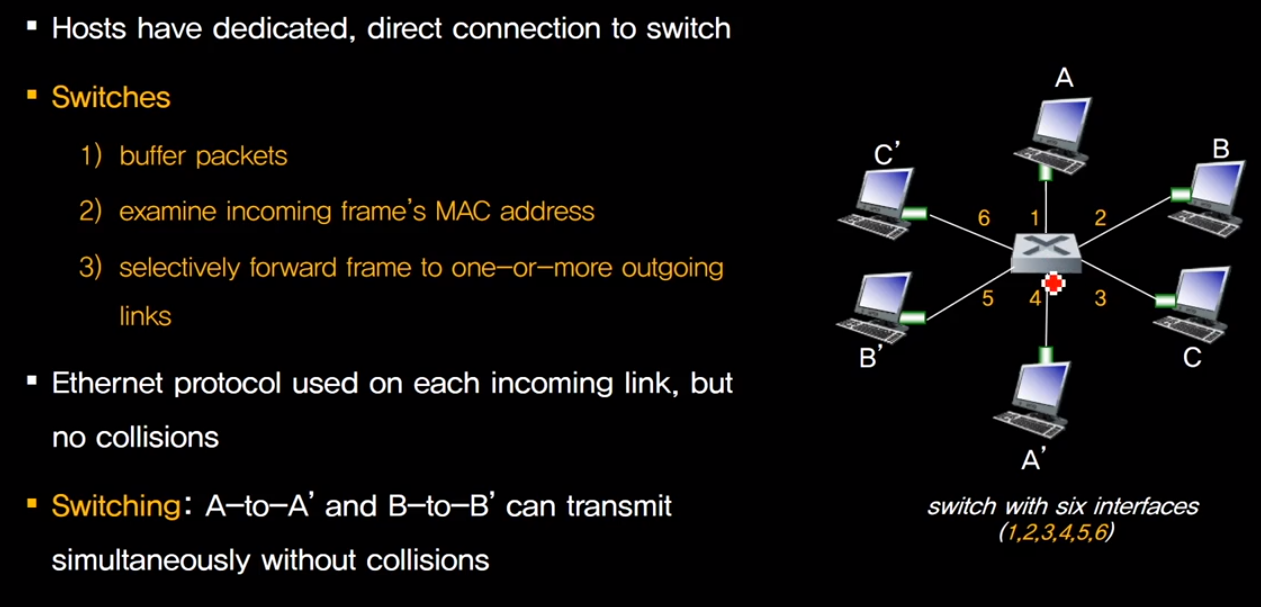 ▪ Hosts have dedicated, direct connection to switch
▪ Switches
1) buffer packets
2) examine incoming frame's MAC address
3) selectively forward frame to one-or-more outgoing
links
▪ Ethernet protocol used on each incoming link, but
no collisions
▪ Switching: A-to-A' and B-to-B' can transmit
simultaneously without collisions
A
C'
B
6 1 2
5 4 3
B'
C
A'
switch with six interfaces
(1,2,3,4,5,6)